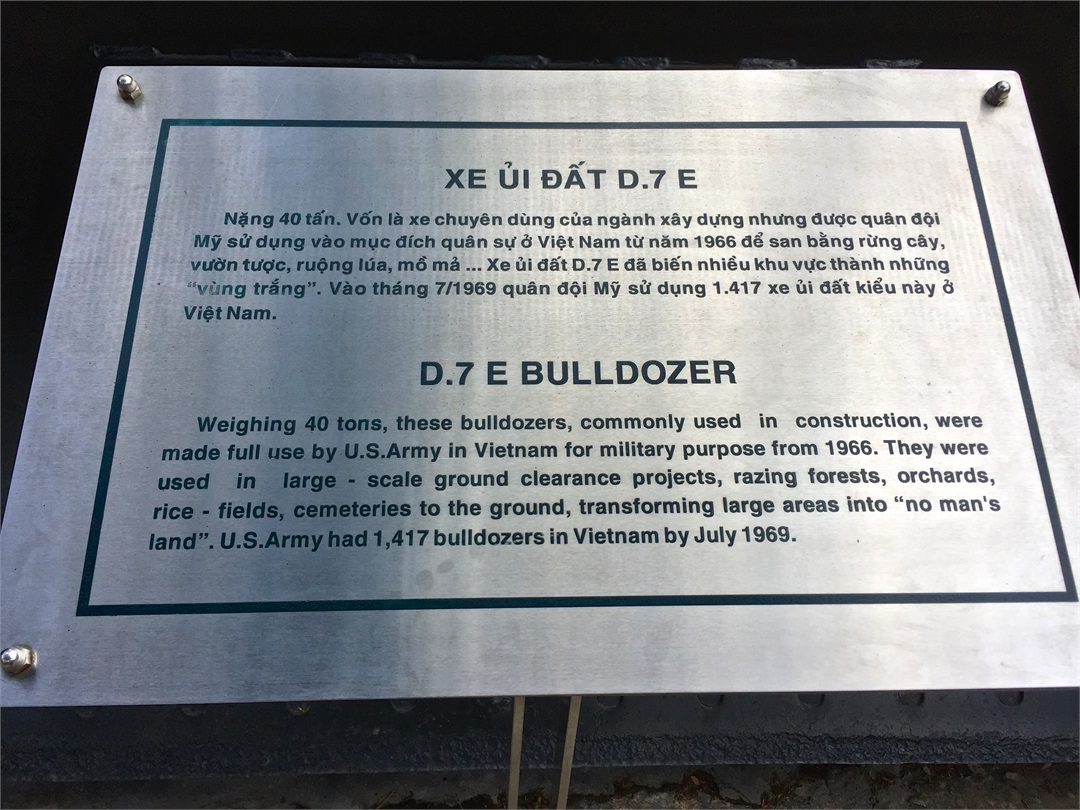 XE ỦI ĐẤT D.7 E
Nặng 40 tấn. Vốn là xe chuyên dùng của ngành xây dựng nhưng được quân đội
Mỹ sử dụng vào mục đích quân sự ở Việt Nam từ năm 1966 để san bằng rừng cây,
vườn tược, ruộng lúa, mồ mả ... Xe ủi đất D.7 E đã biến nhiều khu vực thành những
“vùng trắng”. Vào tháng 7/1969 quân đội Mỹ sử dụng 1.417 xe ủi đất kiểu này ở
Việt Nam.
D.7 E BULLDOZER
Weighing 40 tons, these bulldozers, commonly used in construction, were
made full use by U.S.Army in Vietnam for military purpose from 1966. They were
used in large - scale ground clearance projects, razing forests, orchards,
rice - fields, cemeteries to the ground, transforming large areas into “no man's
land”. U.S.Army had 1,417 bulldozers in Vietnam by July 1969.